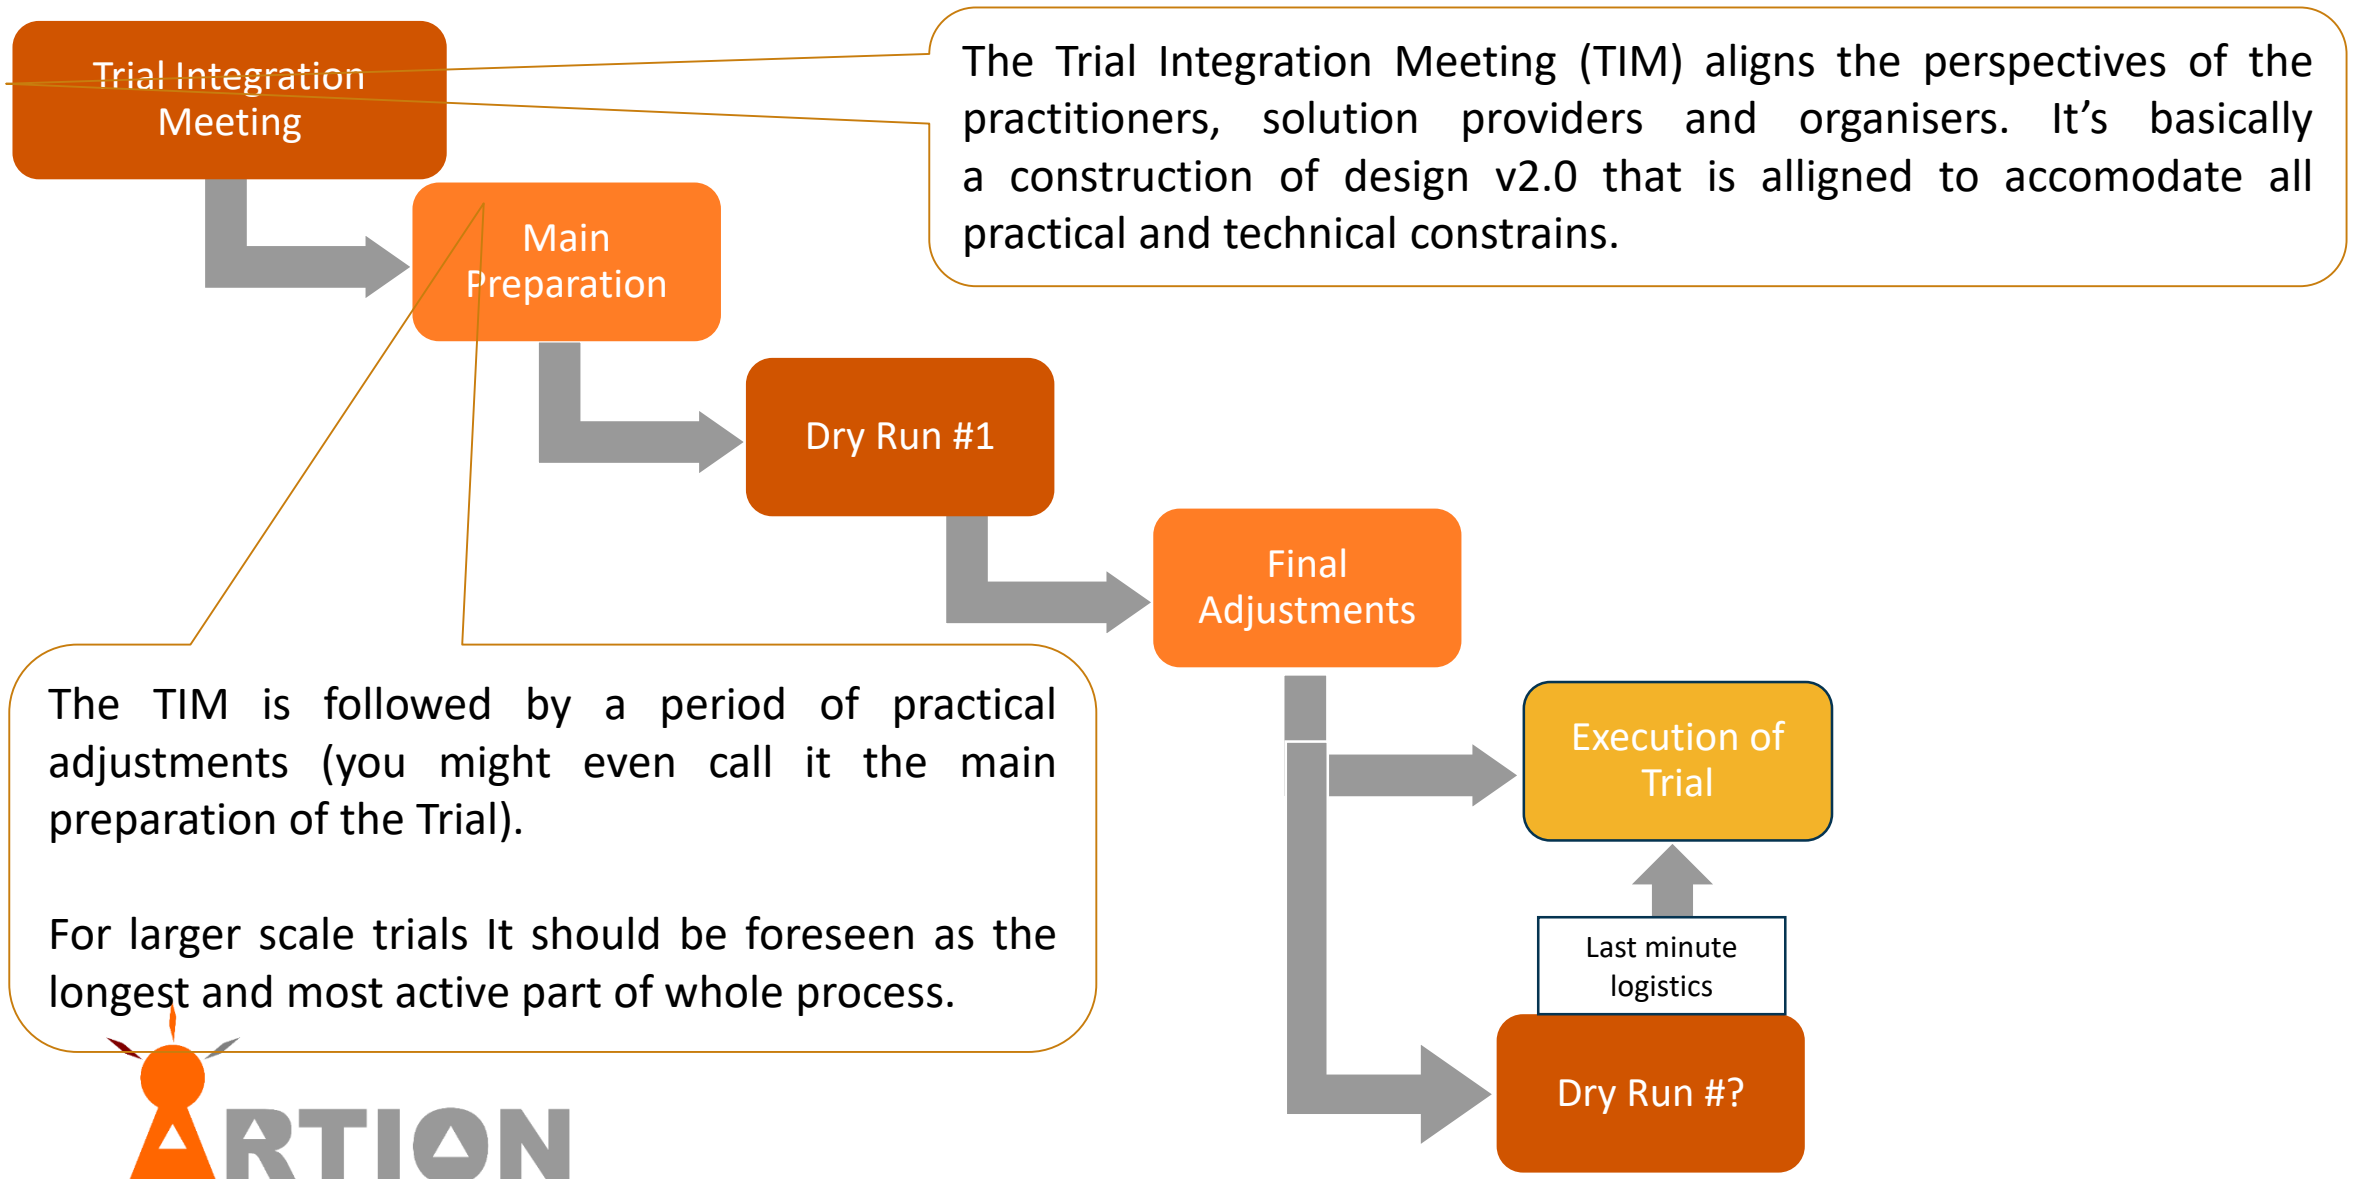 Trial Integration
Meeting
The Trial Integration Meeting (TIM) aligns the perspectives of the
practitioners, solution providers and organisers. It’s basically
a construction of design v2.0 that is alligned to accomodate all
practical and technical constrains.
Main
Preparation
Dry Run #1
Final
Adjustments
The TIM is followed by a period of practical
adjustments (you might even call it the main
preparation of the Trial).
For larger scale trials It should be foreseen as the
longest and most active part of whole process.
Execution of
Trial
Last minute
logistics
Dry Run #?
ARTION